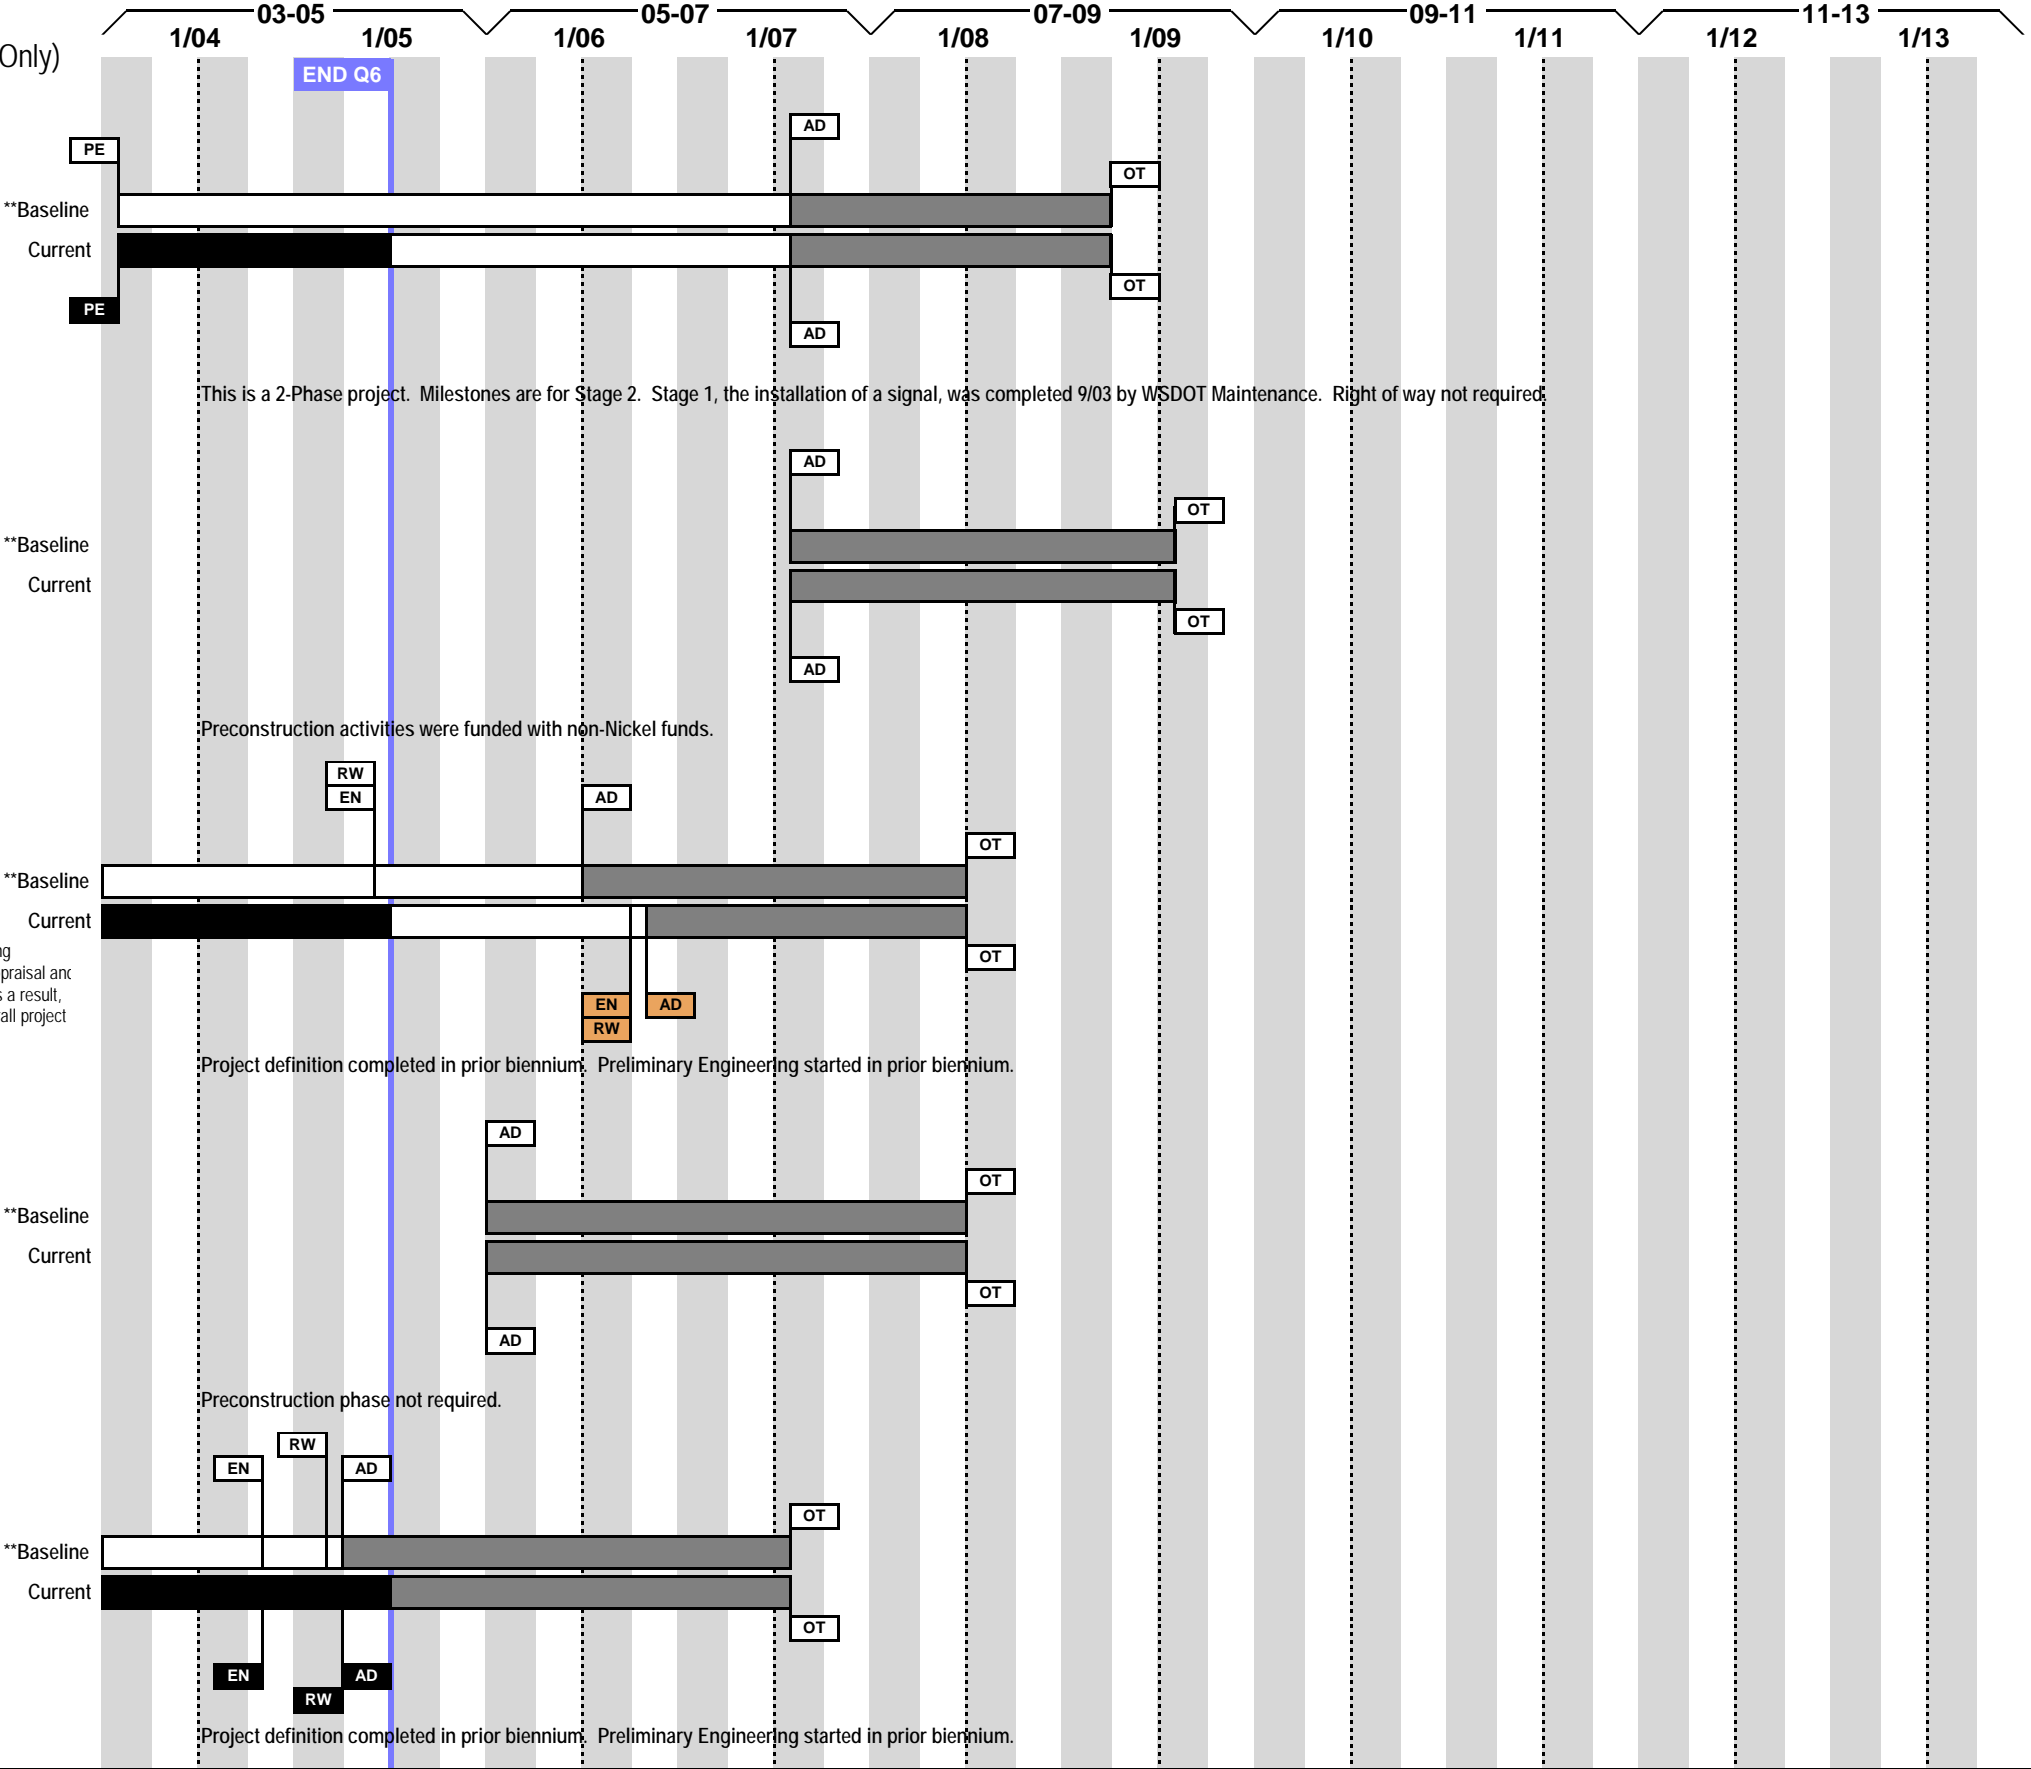 03-05 05-07 07-09 09-11 11-13
1/04 1/05 1/06 1/07 1/08 1/09 1/10 1/11 1/12 1/13
Only)
END Q6
AD
PE
OT
**Baseline
Current
OT
PE
AD
This is a 2-Phase project. Milestones are for Stage 2. Stage 1, the installation of a signal, was completed 9/03 by WSDOT Maintenance. Right of way not required.
AD
OT
**Baseline
Current
OT
AD
Preconstruction activities were funded with non-Nickel funds.
RW
EN AD
OT
**Baseline
Current
OT
praisal and
s a result,
EN AD
all project
RW
Project definition completed in prior biennium. Preliminary Engineering started in prior biennium.
AD
OT
**Baseline
Current
OT
AD
Preconstruction phase not required.
RW
EN AD
OT
**Baseline
Current
OT
EN AD
RW
Project definition completed in prior biennium. Preliminary Engineering started in prior biennium.